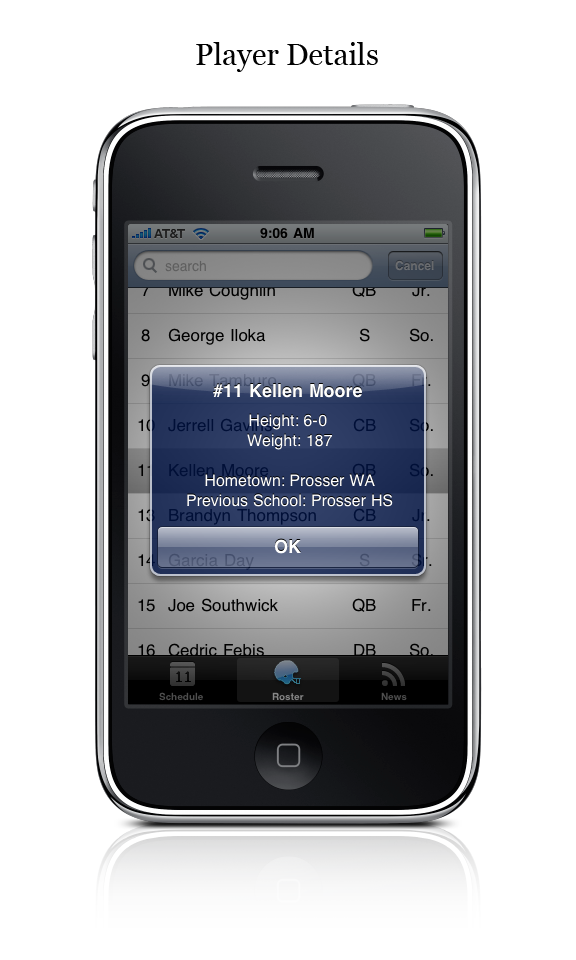 Player Details
AT&T 9:06 AM
search Cancel
7 Mike Coughlin QB Jr.
8 George Iloka S So.
9 Mike Tamburo QB Fr.
#11 Kellen Moore
Height: 6-0
10 Jerrell Gavins CB So.
Weight: 187
11 Kellen Moore QB So.
Hometown: Prosser WA
Previous School: Prosser HS
13 Brandyn Thompson CB Jr.
OK
14 Garcia Day S Sr.
15 Joe Southwick QB Fr.
16 Cedric Febis DB So.
11
Schedule Roster News